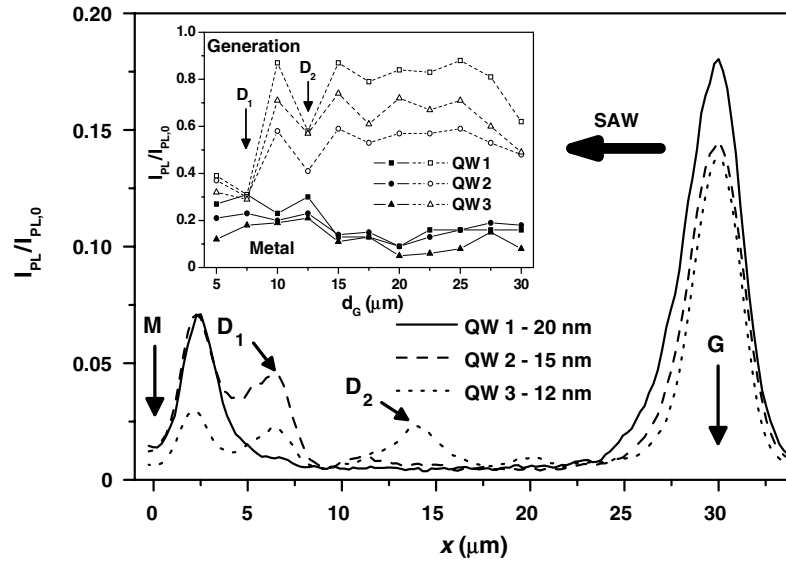 0.20
0.15
0.10
0.05
0
I_PL/I_PL,0
1.0
0.8
0.6
0.4
0.2
0
I_PL/I_PL,0
Generation
D_1
D_2
QW 1
QW 2
QW 3
Metal
5 10 15 20 25 30
d_G (μm)
SAW
M
D_1
D_2
G
QW 1 - 20 nm
QW 2 - 15 nm
QW 3 - 12 nm
0 5 10 15 20 25 30
x (μm)